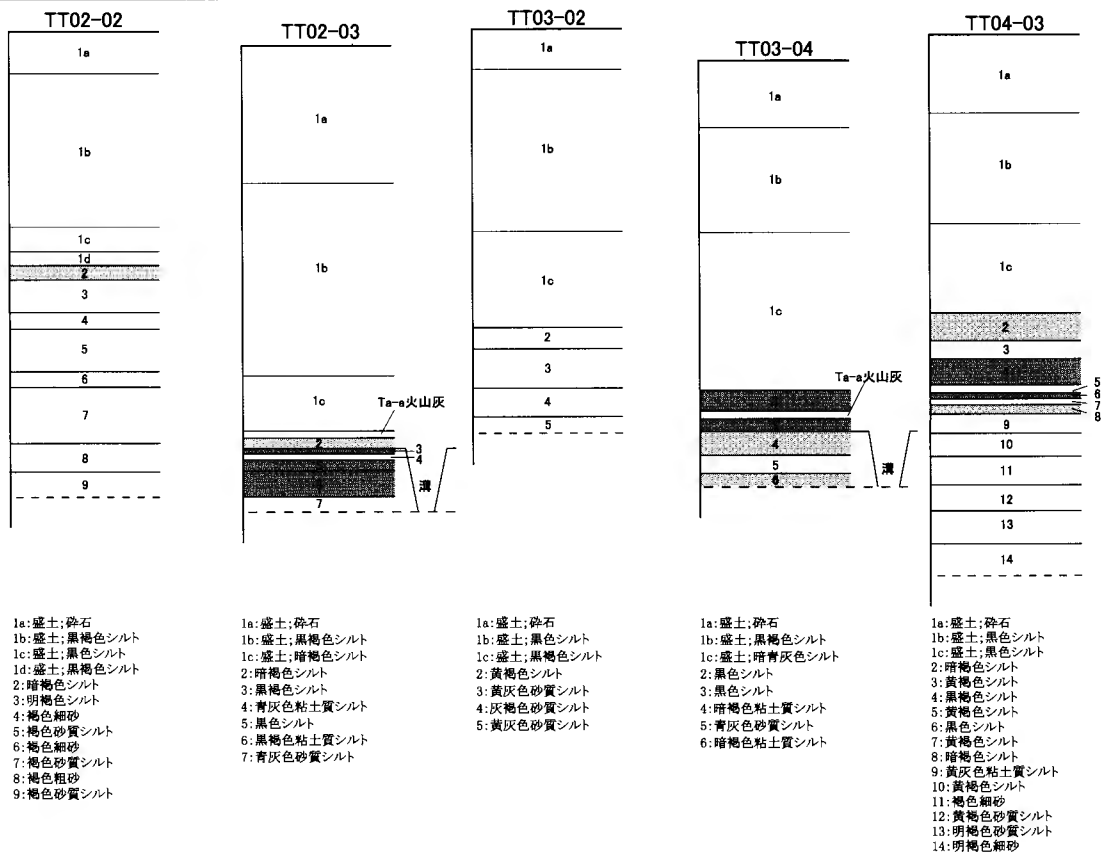 TT02-02
1a
1b
1c
1d
2
3
4
5
6
7
8
9
1a:盛土;砕石
1b:盛土;黒褐色シルト
1c:盛土;黒色シルト
1d:盛土;黒褐色シルト
2:暗褐色シルト
3:明褐色シルト
4:褐色細砂
5:褐色砂質シルト
6:褐色細砂
7:褐色砂質シルト
8:褐色粗砂
9:褐色砂質シルト
TT02-03
1a
1b
1c
Ta-a火山灰
2
3
4
溝
7
1a:盛土;砕石
1b:盛土;黒褐色シルト
1c:盛土;暗褐色シルト
2:暗褐色シルト
3:黒褐色シルト
4:青灰色粘土質シルト
5:黒色シルト
6:黒褐色粘土質シルト
7:青灰色砂質シルト
TT03-02
1a
1b
1c
2
3
4
5
1a:盛土;砕石
1b:盛土;黒色シルト
1c:盛土;黒褐色シルト
2:黄褐色シルト
3:黄灰色砂質シルト
4:灰褐色砂質シルト
5:黄灰色砂質シルト
TT03-04
1a
1b
1c
Ta-a火山灰
4
5
6
溝
1a:盛土;砕石
1b:盛土;黒褐色シルト
1c:盛土;暗青灰色シルト
2:黒色シルト
3:黒色シルト
4:暗褐色粘土質シルト
5:青灰色砂質シルト
6:暗褐色粘土質シルト
TT04-03
1a
1b
1c
2
3
5
6
7
8
9
10
11
12
13
14
1a:盛土;砕石
1b:盛土;黒色シルト
1c:盛土;黒色シルト
2:暗褐色シルト
3:黄褐色シルト
4:黒褐色シルト
5:黄褐色シルト
6:黒色シルト
7:黄褐色シルト
8:暗褐色シルト
9:黄灰色粘土質シルト
10:黄褐色シルト
11:褐色細砂
12:黄褐色砂質シルト
13:明褐色砂質シルト
14:明褐色細砂